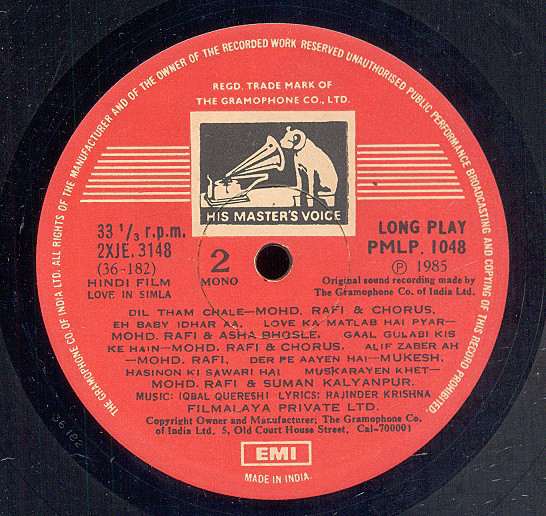 THE GRAMOPHONE CO. OF INDIA LTD. ALL RIGHTS OF THE MANUFACTURER AND OF THE OWNER OF THE RECORDED WORK RESERVED UNAUTHORISED PUBLIC PERFORMANCE BROADCASTING AND COPYING OF THIS RECORD PROHIBITED.
REGD. TRADE MARK OF
THE GRAMOPHONE CO., LTD.
HIS MASTER'S VOICE
33 1/3 r.p.m.
2XJE. 3148
(36-182)
HINDI FILM
LOVE IN SIMLA
2
MONO
LONG PLAY
PMLP. 1048
Ⓟ 1985
Original sound recording made by
The Gramophone Co. of India Ltd.
DIL THAM CHALE—MOHD. RAFI & CHORUS,
EH BABY IDHAR AA, LOVE KA MATLAB HAI PYAR—
MOHD. RAFI & ASHA BHOSLE, GAAL GULABI KIS
KE HAIN—MOHD. RAFI & CHORUS, ALIF ZABER AH
—MOHD. RAFI, DER PE AAYEN HAI—MUKESH,
HASINON KI SAWARI HAI MUSKARAYEN KHET—
MOHD. RAFI & SUMAN KALYANPUR.
MUSIC: IQBAL QUERESHI LYRICS: RAJINDER KRISHNA
FILMALAYA PRIVATE LTD.
Copyright Owner and Manufacturer: The Gramophone Co.
of India Ltd. 5, Old Court House Street, Cal-700001
EMI
MADE IN INDIA.
36 182